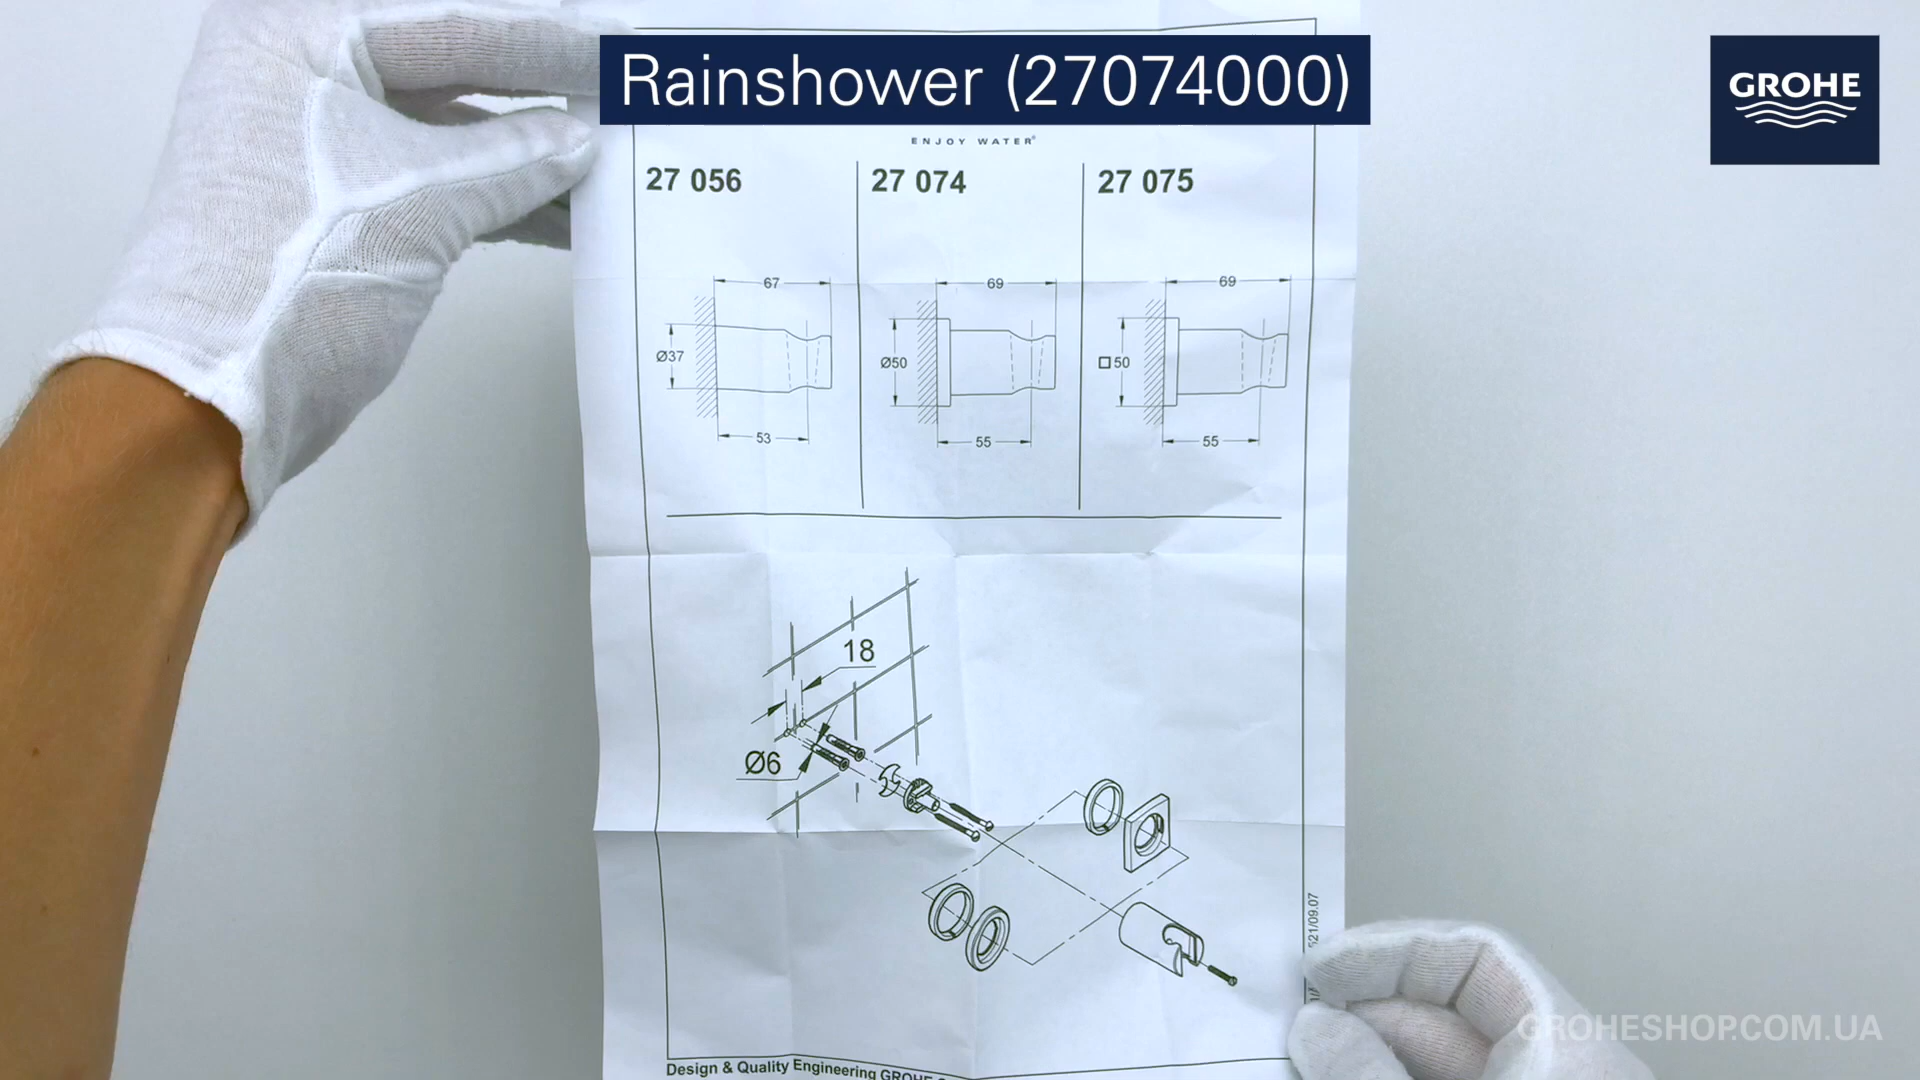 Rainshower (27074000)
GROHE
ENJOY WATER®
27 056
27 074
27 075
67
69
69
Ø37
Ø50
50
53
55
55
18
Ø6
521/09.07
Design & Quality Engineering GROHE
GROHESHOP.COM.UA